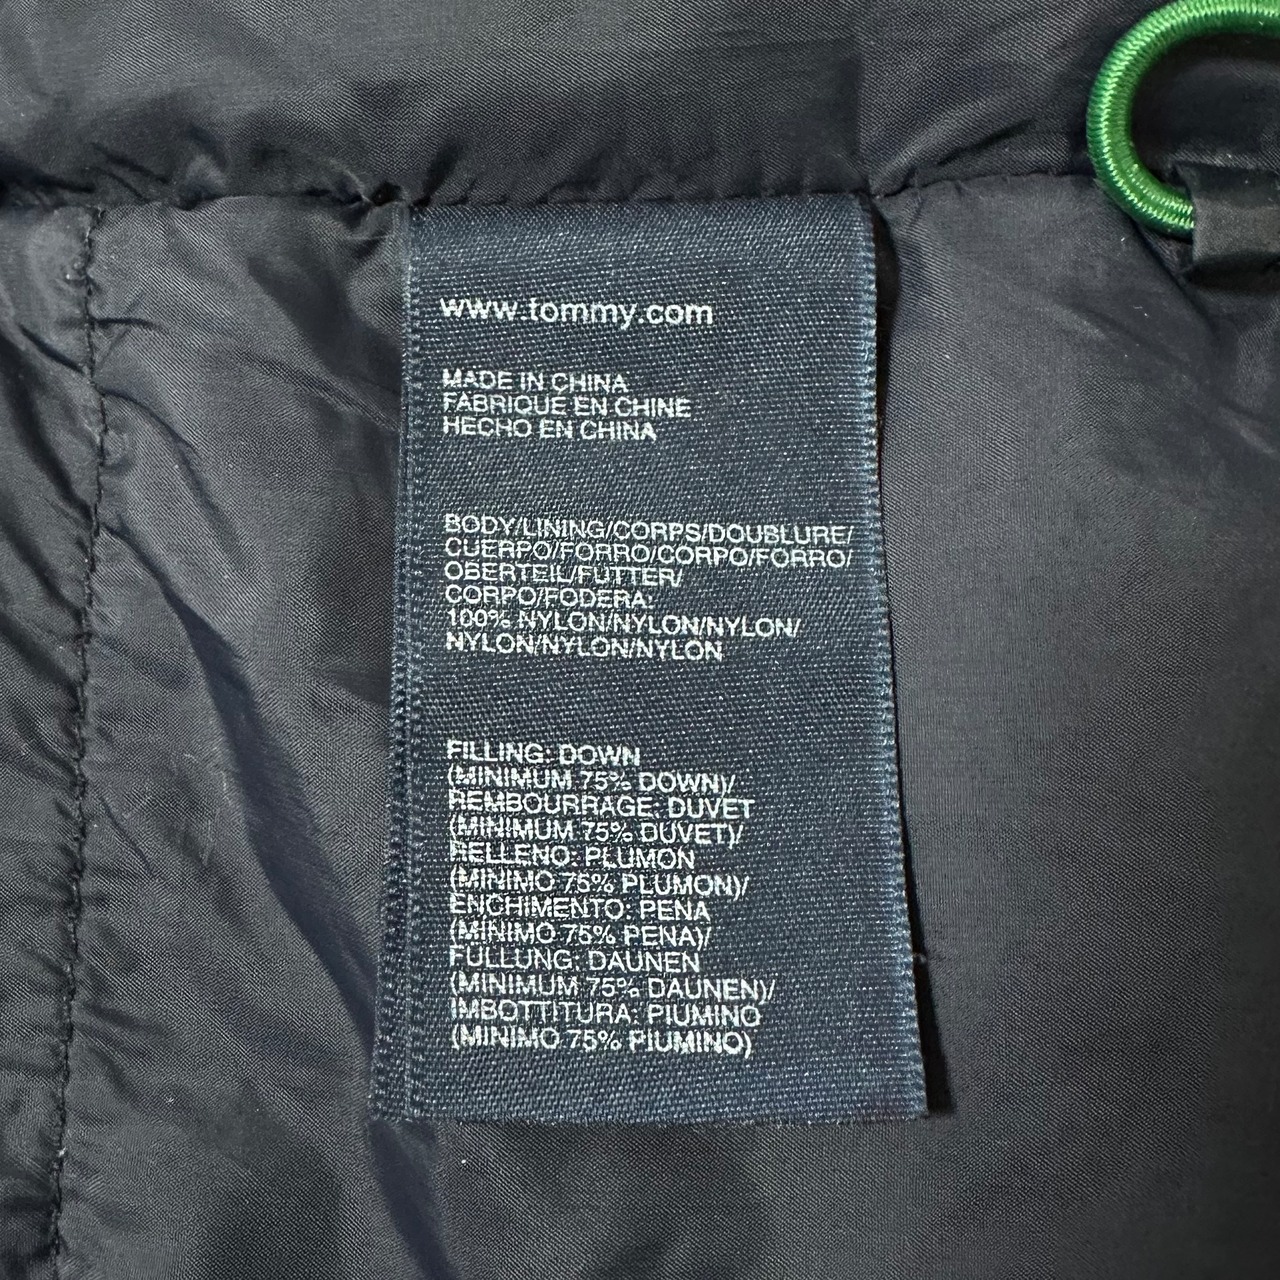 www.tommy.com
MADE IN CHINA
FABRIQUE EN CHINE
HECHO EN CHINA
BODY/LINING/CORPS/DOUBLURE/
CUERPO/FORRO/CORPO/FORRO/
OBERTEIL/FUTTER/
CORPO/FODERA:
100% NYLON/NYLON/NYLON/
NYLON/NYLON/NYLON
FILLING: DOWN
(MINIMUM 75% DOWN)/
REMBOURRAGE: DUVET
(MINIMUM 75% DUVET)/
RELLENO: PLUMON
(MINIMO 75% PLUMON)/
ENCHIMENTO: PENA
(MINIMO 75% PENA)/
FULLUNG: DAUNEN
(MINIMUM 75% DAUNEN)/
IMBOTTITURA: PIUMINO
(MINIMO 75% PIUMINO)